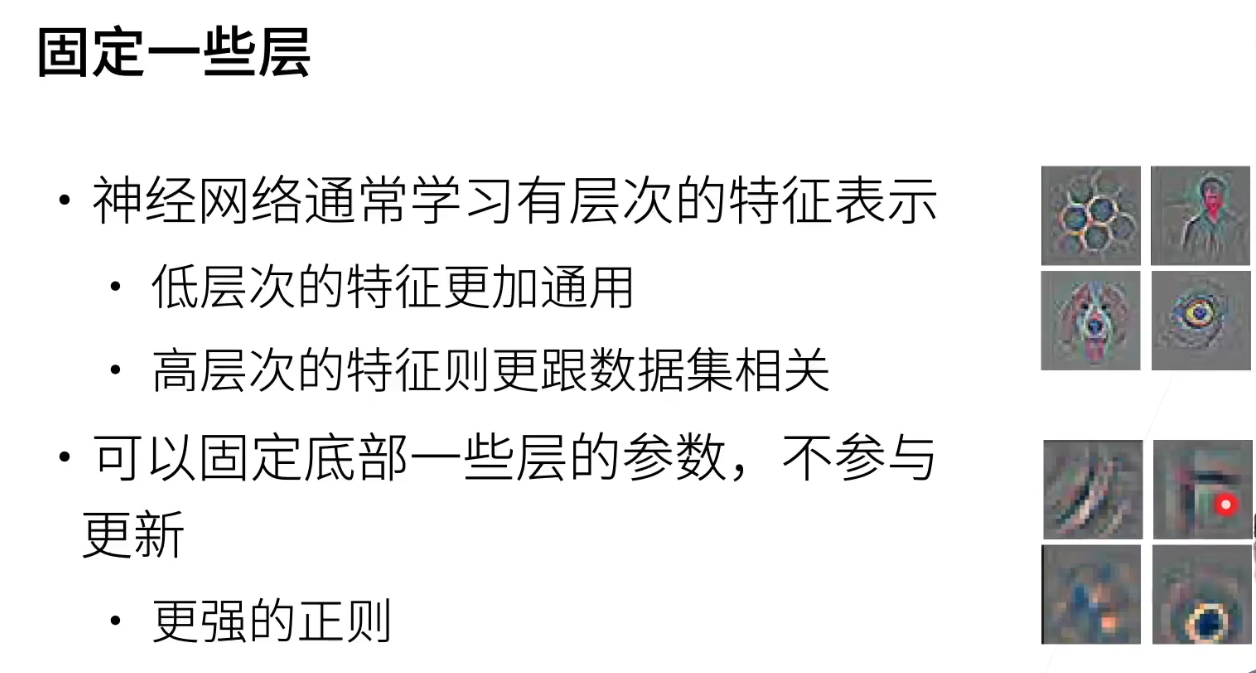 固定一些层
• 神经网络通常学习有层次的特征表示
• 低层次的特征更加通用
• 高层次的特征则更跟数据集相关
• 可以固定底部一些层的参数，不参与
更新
• 更强的正则